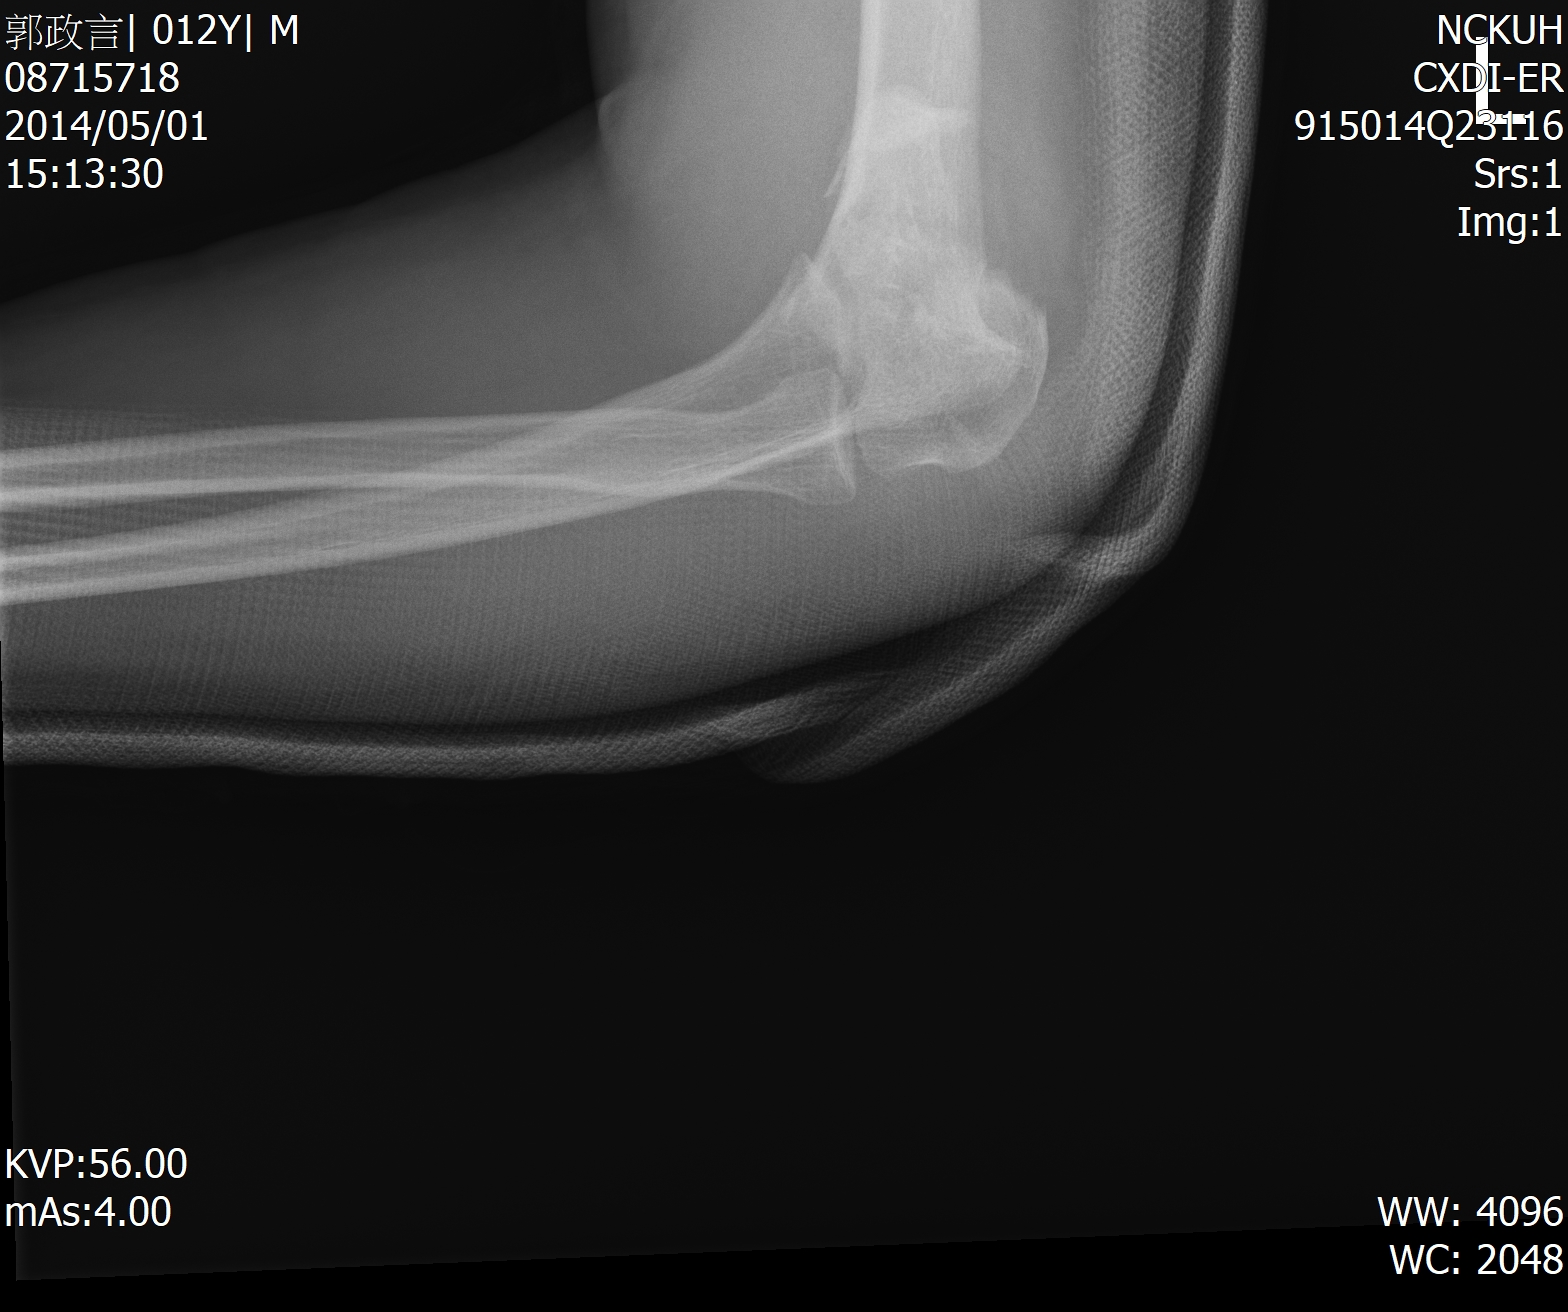 郭政言| 012Y| M
08715718
2014/05/01
15:13:30
NCKUH
CXDI-ER
915014Q23116
Srs:1
Img:1
L
KVP:56.00
mAs:4.00
WW: 4096
WC: 2048